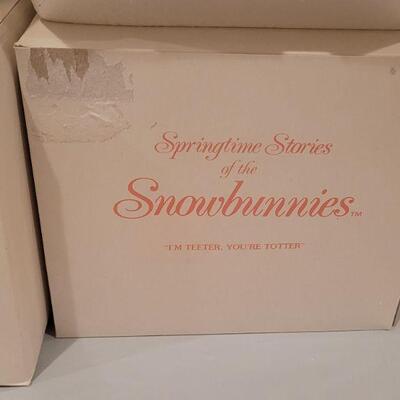 Springtime Stories
of the
Snowbunnies™
"I'M TEETER, YOU'RE TOTTER"